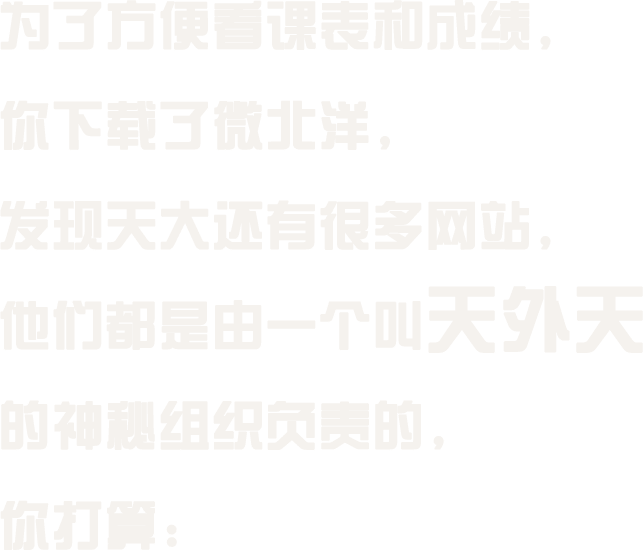 为了方便看课表和成绩，
你下载了微北洋，
发现天大还有很多网站，
他们都是由一个叫天外天
的神秘组织负责的，
你打算：